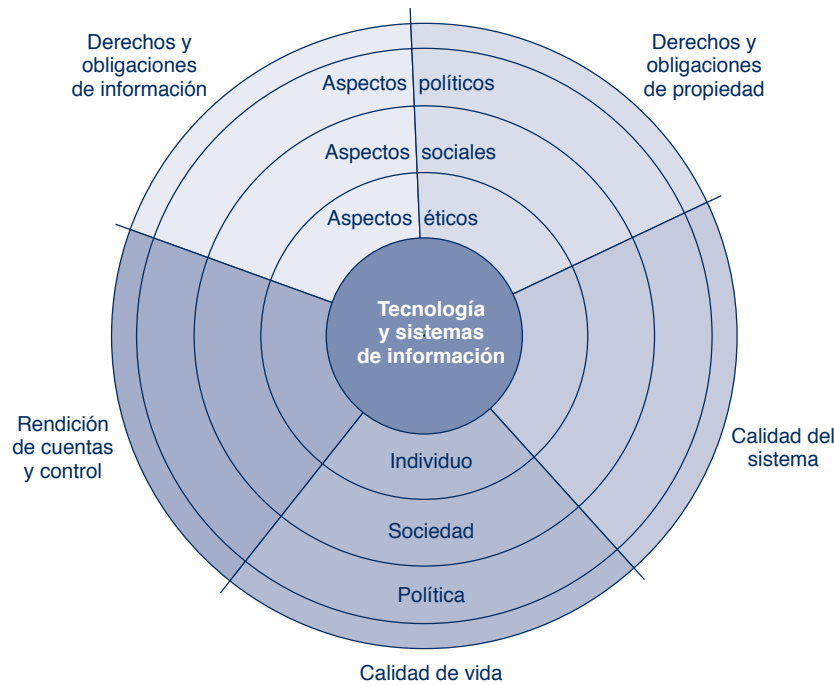 Derechos y
obligaciones
de información
Derechos y
obligaciones
de propiedad
Aspectos políticos
Aspectos sociales
Aspectos éticos
Tecnología
y sistemas
de información
Rendición
de cuentas
y control
Calidad del
sistema
Individuo
Sociedad
Política
Calidad de vida